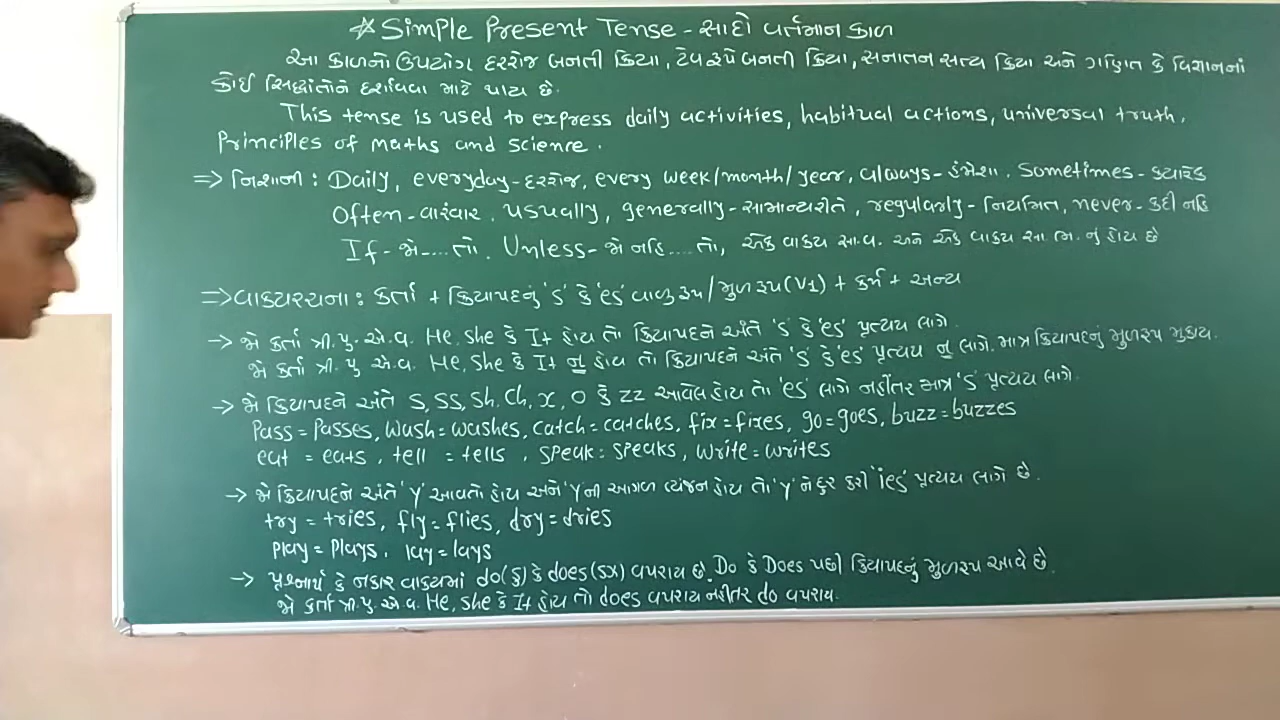 * Simple Present Tense - સાદો વર્તમાન કાળ
આ કાળનો ઉપયોગ દરરોજ બનતી ક્રિયા, ટેવરૂપે બનતી ક્રિયા, સનાતન સત્ય ક્રિયા અને ગણિત કે વિજ્ઞાનનાં
કોઈ સિદ્ધાંતોને દર્શાવવા માટે થાય છે.
This tense is used to express daily activities, habitual actions, universal truth,
Principles of maths and science.
=> નિશાની : Daily, everyday - દરરોજ, every week/month/year, always - હંમેશા, Sometimes - ક્યારેક
Often - વારંવાર, usually, generally - સામાન્યરીતે, regularly - નિયમિત, never - કદી નહિ
If - જો....તો. Unless - જો નહિ....તો, એક વાક્ય સા.વ. અને એક વાક્ય સા.ભ.નું હોય છે
=> વાક્યરચના : કર્તા + ક્રિયાપદનું 's' કે 'es' વાળુ રૂપ/મુળ રૂપ(V1) + કર્મ + અન્ય
-> જો કર્તા ત્રી.પુ.એ.વ. He, She કે It હોય તો ક્રિયાપદને અંતે 's' કે 'es' પ્રત્યય લાગે.
જો કર્તા ત્રી.પુ.એ.વ. He, She કે It ન હોય તો ક્રિયાપદને અંતે 's' કે 'es' પ્રત્યય ન લાગે. માત્ર ક્રિયાપદનું મુળરૂપ મુકાય.
-> જો ક્રિયાપદને અંતે s, ss, sh, ch, x, o કે zz આવેલ હોય તો 'es' લાગે નહીંતર માત્ર 's' પ્રત્યય લાગે.
Pass = Passes, wash = washes, catch = catches, fix = fixes, go = goes, buzz = buzzes
eat = eats, tell = tells, speak = speaks, write = writes
-> જો ક્રિયાપદને અંતે 'y' આવતો હોય અને 'y'ની આગળ વ્યંજન હોય તો 'y'ને દુર કરી 'ies' પ્રત્યય લાગે છે.
try = tries, fly = flies, dry = dries
Play = Plays, lay = lays
-> પ્રશ્નાર્થ કે નકાર વાક્યમાં do(ડુ) કે does(ડઝ) વપરાય છે. Do કે Does પછી ક્રિયાપદનું મુળરૂપ આવે છે.
જો કર્તા ત્રી.પુ.એ.વ. He, She કે It હોય તો does વપરાય નહીતર do વપરાય.